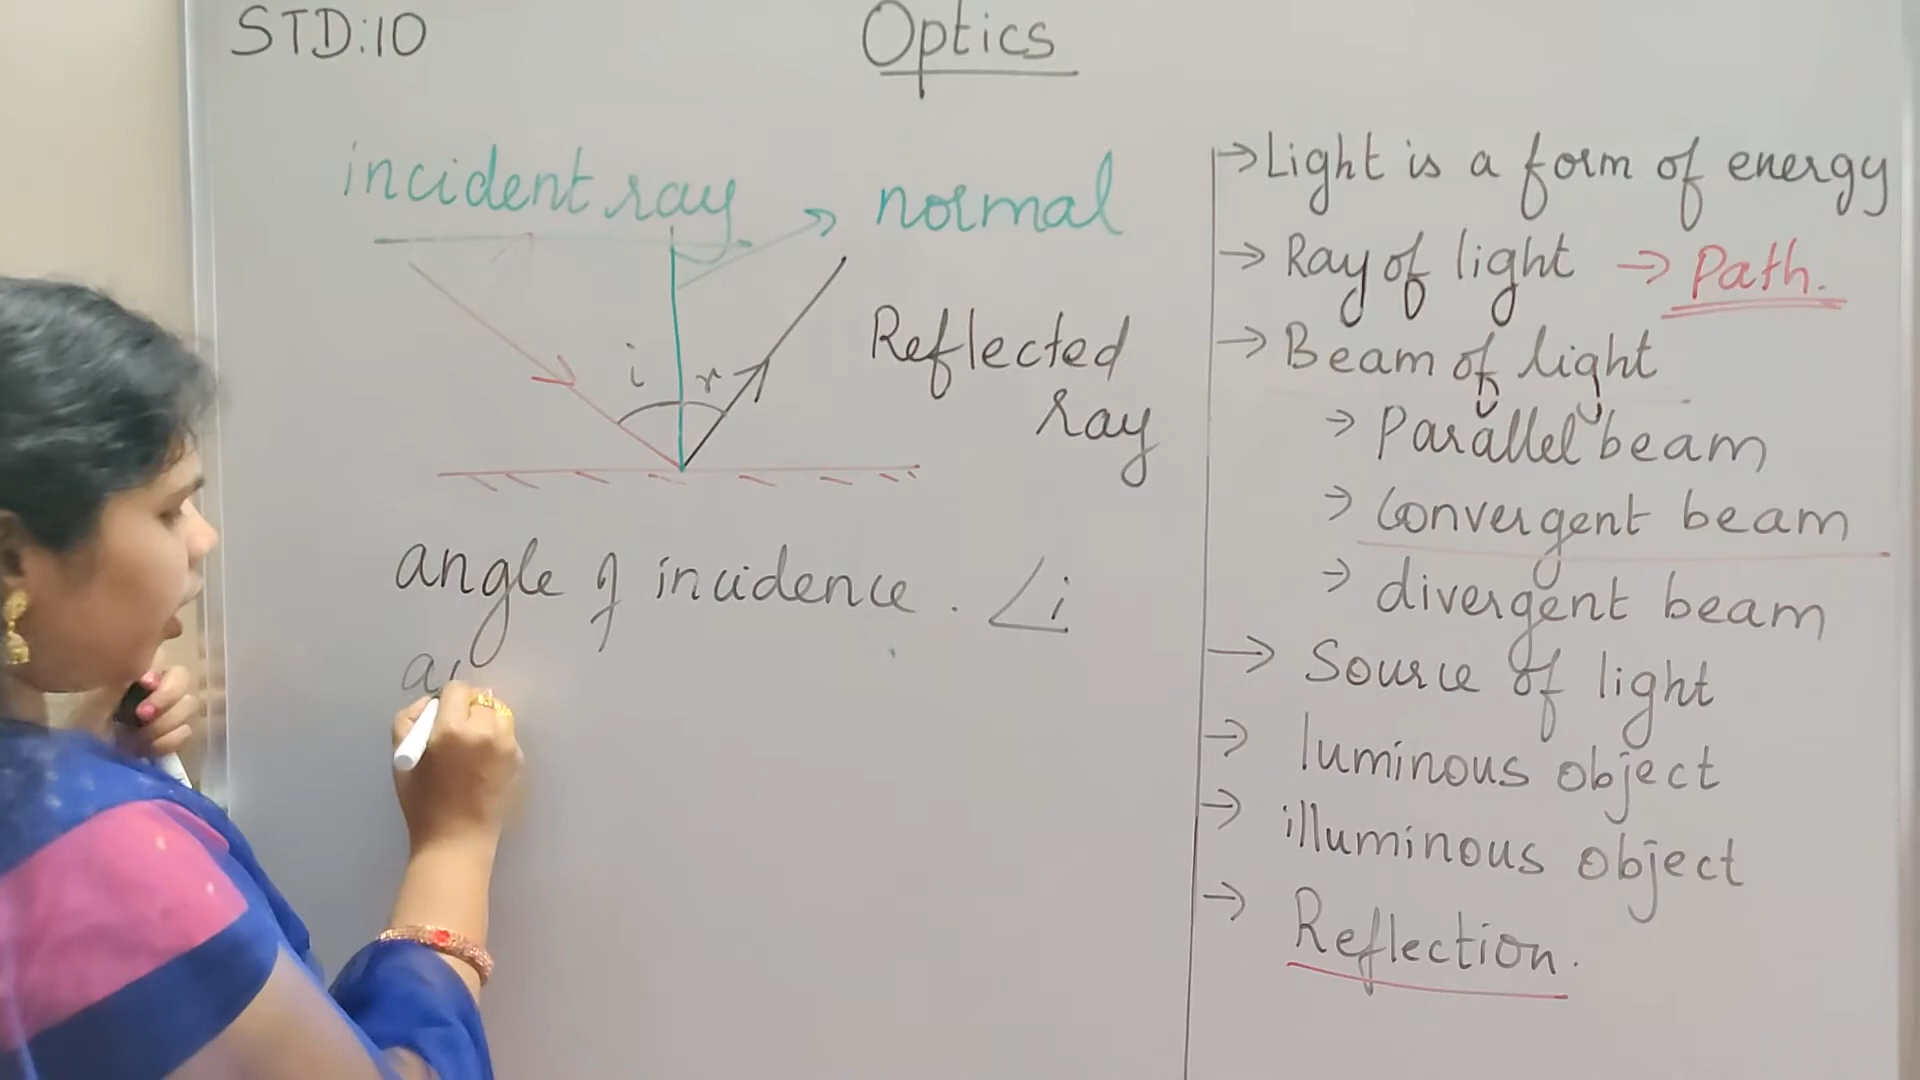 STD:10
Optics
incident ray
normal
i
r
Reflected
ray
angle of incidence. ∠i
a
→ Light is a form of energy
→ Ray of light → Path.
→ Beam of light
→ Parallel beam
→ Convergent beam
→ divergent beam
→ Source of light
→ luminous object
→ illuminous object
→ Reflection.